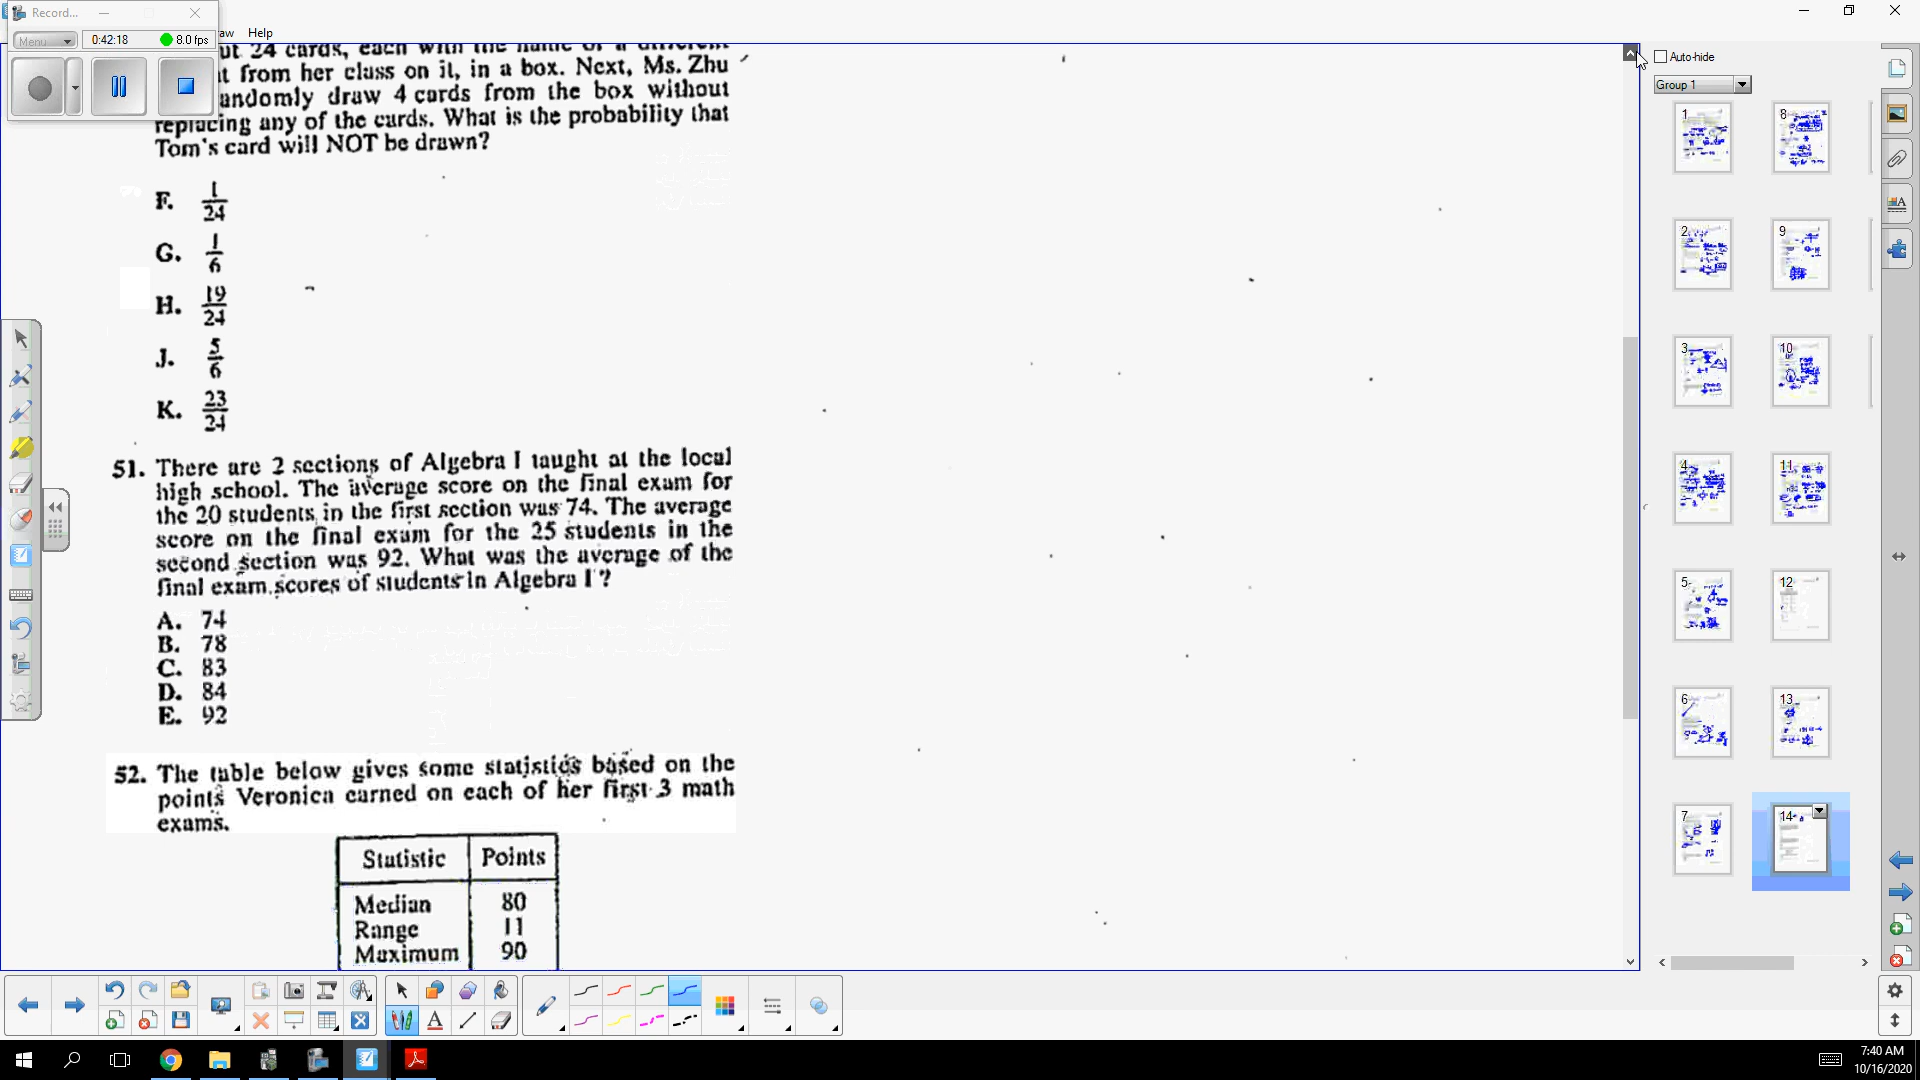 Record...
Menu
0:42:18
8.0 fps
aw Help
ut 24 cards, each with the name of a different
t from her class on it, in a box. Next, Ms. Zhu
andomly draw 4 cards from the box without
replacing any of the cards. What is the probability that
Tom's card will NOT be drawn?
F. 1/24
G. 1/6
H. 19/24
J. 5/6
K. 23/24
51. There are 2 sections of Algebra I taught at the local
high school. The average score on the final exam for
the 20 students in the first section was 74. The average
score on the final exam for the 25 students in the
second section was 92. What was the average of the
final exam scores of students in Algebra I ?
A. 74
B. 78
C. 83
D. 84
E. 92
52. The table below gives some statistics based on the
points Veronica earned on each of her first 3 math
exams.
Statistic Points
Median 80
Range 11
Maximum 90
Auto-hide
Group 1
1 8
2 9
3 10
4 11
5 12
6 13
7 14
7:40 AM
10/16/2020